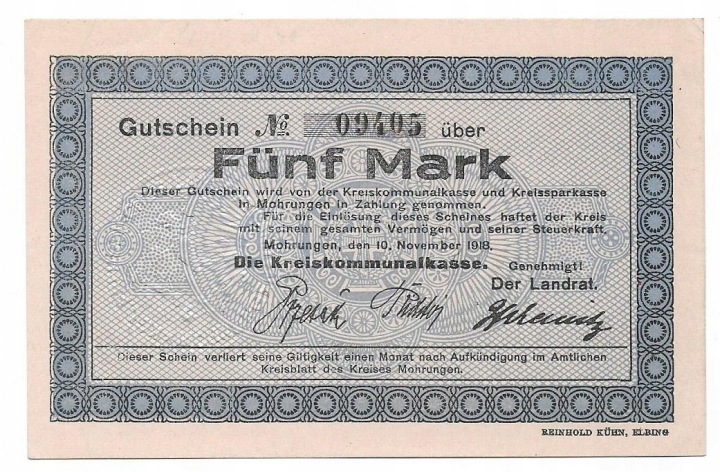 Gutschein № 09405 über
Fünf Mark
Dieser Gutschein wird von der Kreiskommunalkasse und Kreissparkasse
in Mohrungen in Zahlung genommen.
Für die Einlösung dieses Scheines haftet der Kreis
mit seinem gesamten Vermögen und seiner Steuerkraft.
Mohrungen, den 10. November 1918.
Die Kreiskommunalkasse.
Genehmigt!
Der Landrat.
Dieser Schein verliert seine Giltigkeit einen Monat nach Aufkündigung im Amtlichen
Kreisblatt des Kreises Mohrungen.
REINHOLD KÜHN, ELBING